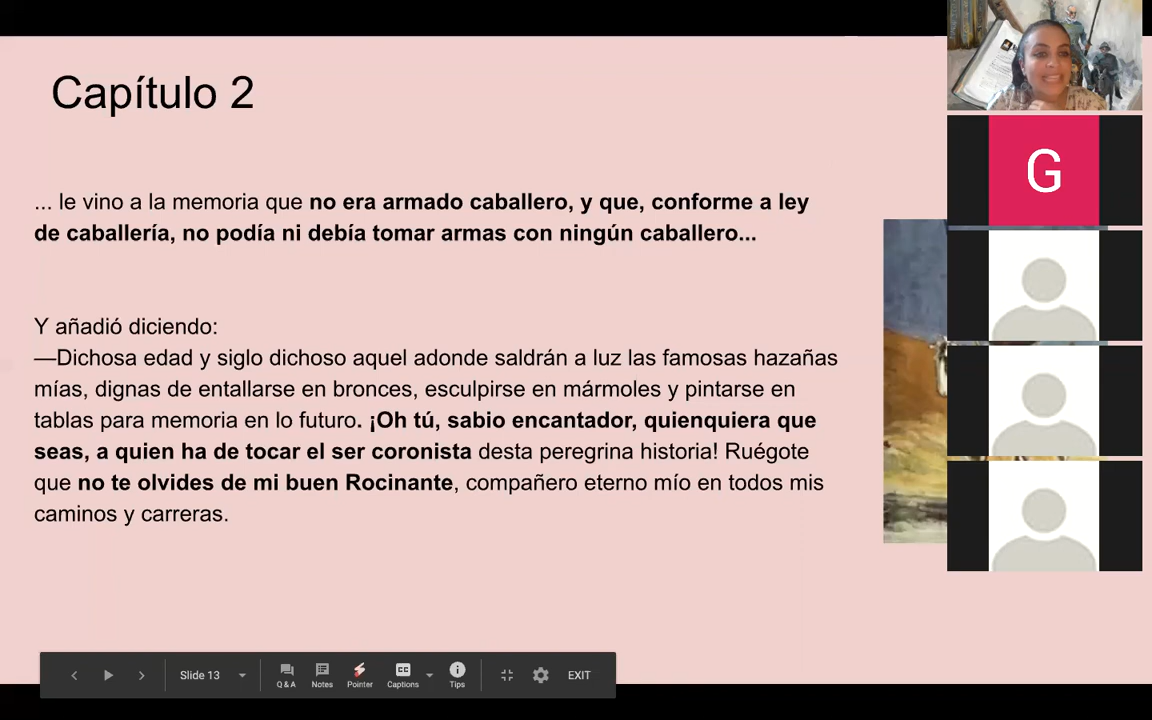 Capítulo 2
... le vino a la memoria que no era armado caballero, y que, conforme a ley
de caballería, no podía ni debía tomar armas con ningún caballero...
Y añadió diciendo:
—Dichosa edad y siglo dichoso aquel adonde saldrán a luz las famosas hazañas
mías, dignas de entallarse en bronces, esculpirse en mármoles y pintarse en
tablas para memoria en lo futuro. ¡Oh tú, sabio encantador, quienquiera que
seas, a quien ha de tocar el ser coronista desta peregrina historia! Ruégote
que no te olvides de mi buen Rocinante, compañero eterno mío en todos mis
caminos y carreras.
G
Slide 13
Q & A
Notes
Pointer
CC
Captions
Tips
EXIT